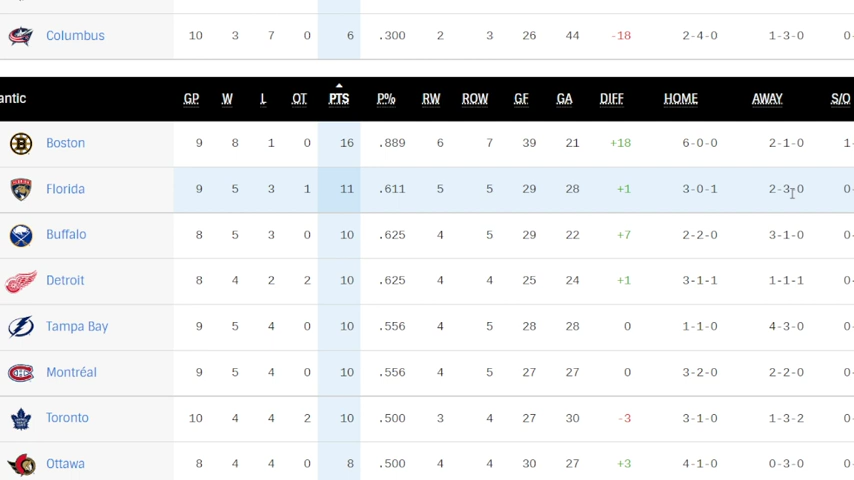 Columbus 10 3 7 0 6 .300 2 3 26 44 -18 2-4-0 1-3-0 0-
antic GP W L OT PTS P% RW ROW GF GA DIFF HOME AWAY S/O
Boston 9 8 1 0 16 .889 6 7 39 21 +18 6-0-0 2-1-0 1-
Florida 9 5 3 1 11 .611 5 5 29 28 +1 3-0-1 2-3-0 0-
Buffalo 8 5 3 0 10 .625 4 5 29 22 +7 2-2-0 3-1-0 0-
Detroit 8 4 2 2 10 .625 4 4 25 24 +1 3-1-1 1-1-1 0-
Tampa Bay 9 5 4 0 10 .556 4 5 28 28 0 1-1-0 4-3-0 0-
Montréal 9 5 4 0 10 .556 4 5 27 27 0 3-2-0 2-2-0 0-
Toronto 10 4 4 2 10 .500 3 4 27 30 -3 3-1-0 1-3-2 0-
Ottawa 8 4 4 0 8 .500 4 4 30 27 +3 4-1-0 0-3-0 0-